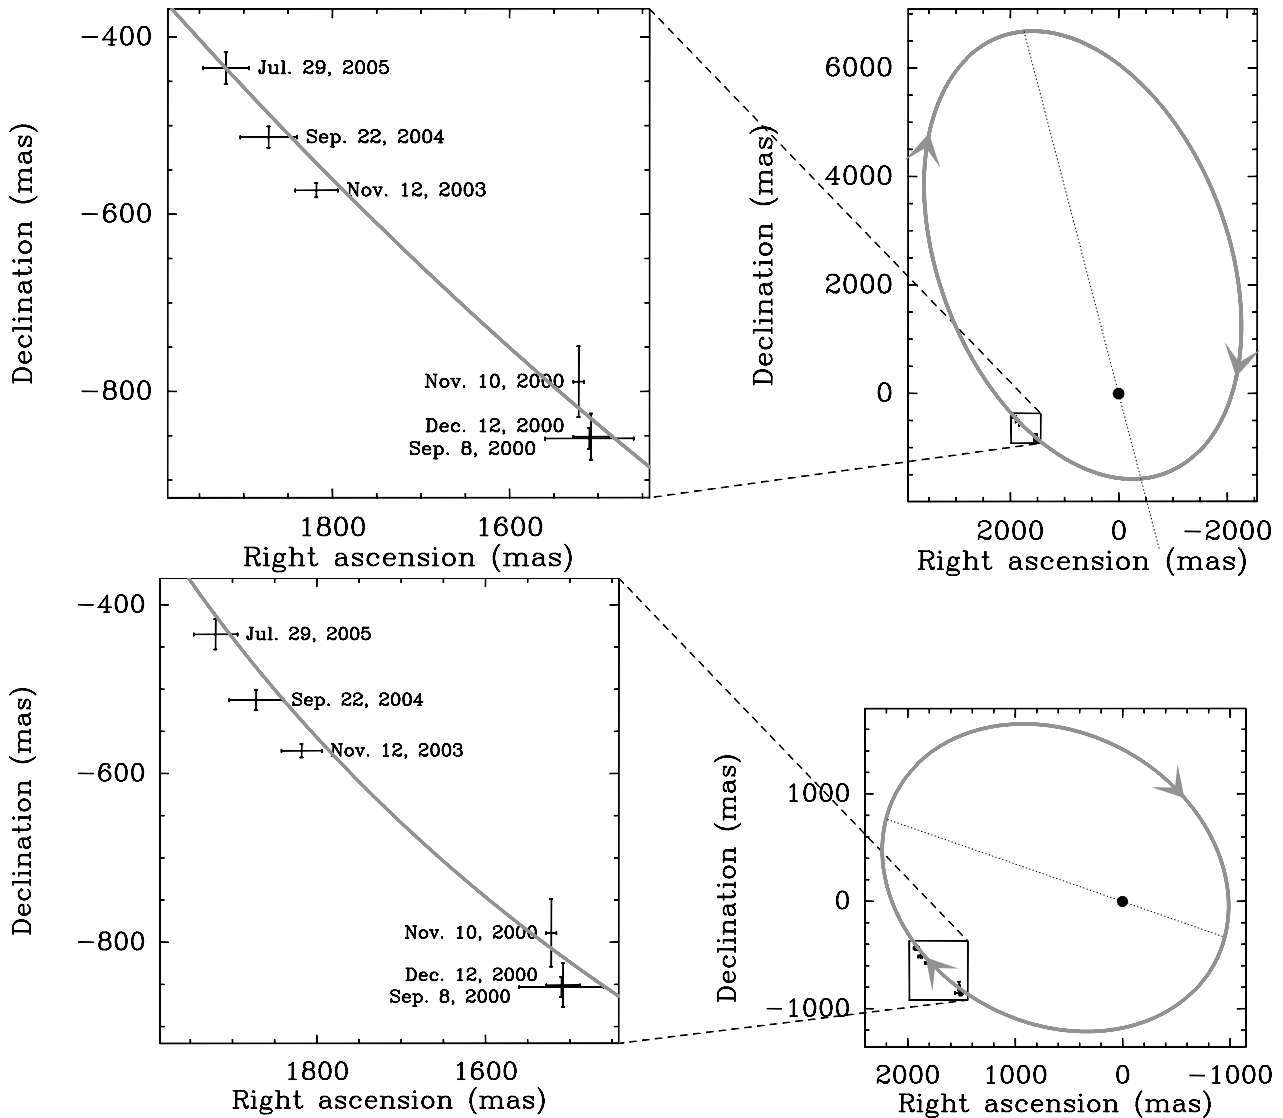 −400
−600
−800
Declination (mas)
Jul. 29, 2005
Sep. 22, 2004
Nov. 12, 2003
Nov. 10, 2000
Dec. 12, 2000
Sep. 8, 2000
1800 1600
Right ascension (mas)
6000
4000
2000
0
Declination (mas)
2000 0 −2000
Right ascension (mas)
−400
−600
−800
Declination (mas)
Jul. 29, 2005
Sep. 22, 2004
Nov. 12, 2003
Nov. 10, 2000
Dec. 12, 2000
Sep. 8, 2000
1800 1600
Right ascension (mas)
1000
0
−1000
Declination (mas)
2000 1000 0 −1000
Right ascension (mas)